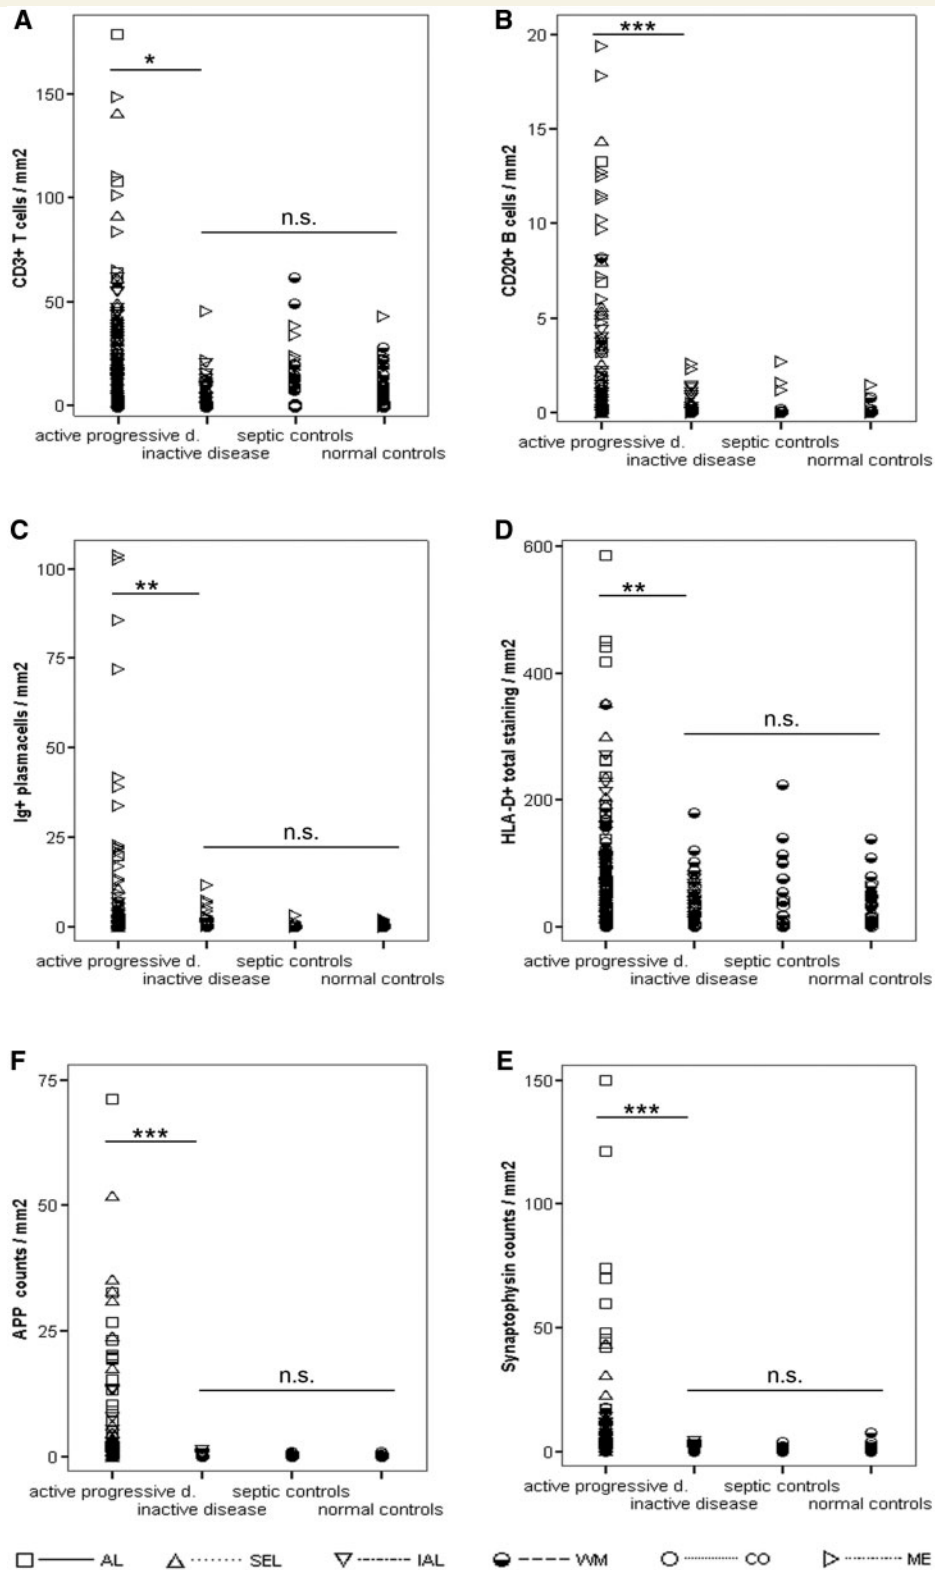 A
CD3+ T cells / mm2
150
100
50
0
*
n.s.
active progressive d.
septic controls
inactive disease
normal controls
B
CD20+ B cells / mm2
20
15
10
5
0
***
active progressive d.
septic controls
inactive disease
normal controls
C
Ig+ plasmacells / mm2
100
75
50
25
0
**
n.s.
active progressive d.
septic controls
inactive disease
normal controls
D
HLA-D+ total staining / mm2
600
400
200
0
**
n.s.
active progressive d.
septic controls
inactive disease
normal controls
F
APP counts / mm2
75
50
25
0
***
n.s.
active progressive d.
septic controls
inactive disease
normal controls
E
Synaptophysin counts / mm2
150
100
50
0
***
n.s.
active progressive d.
septic controls
inactive disease
normal controls
AL SEL IAL WM CO ME